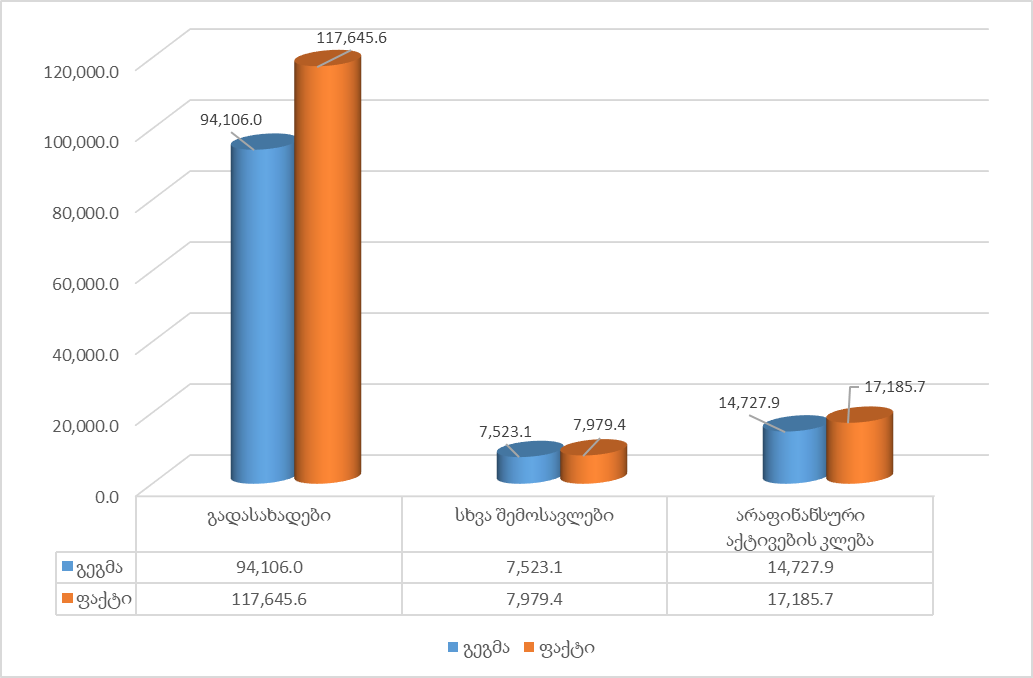 117,645.6
120,000.0
94,106.0
100,000.0
80,000.0
60,000.0
40,000.0
17,185.7
14,727.9
7,979.4
7,523.1
20,000.0
0.0
გადასახადები სხვა შემოსავლები არაფინანსური
აქტივების კლება
გეგმა 94,106.0 7,523.1 14,727.9
ფაქტი 117,645.6 7,979.4 17,185.7
გეგმა ფაქტი